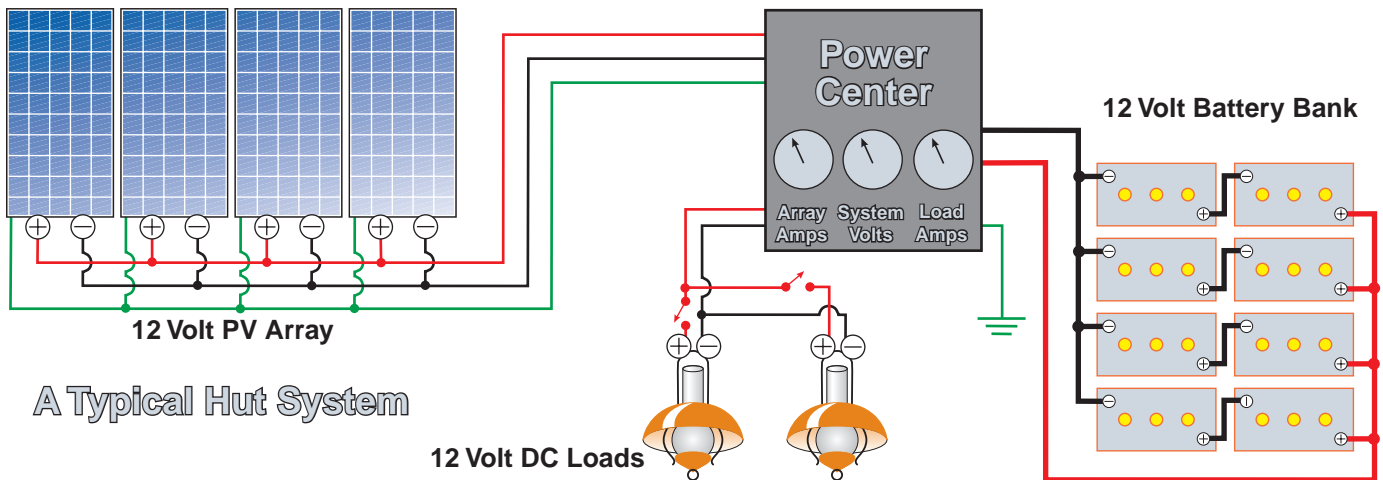 Power
Center
Array
Amps
System
Volts
Load
Amps
12 Volt Battery Bank
12 Volt PV Array
A Typical Hut System
12 Volt DC Loads